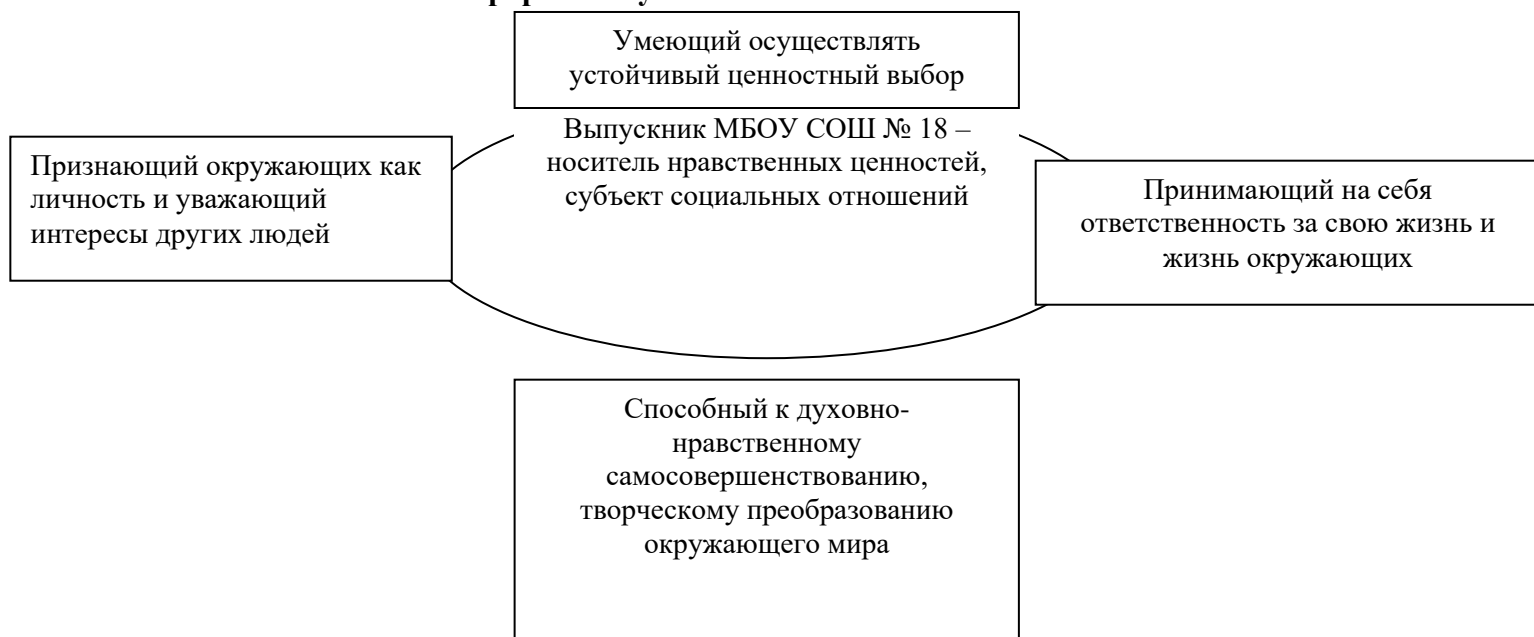 Умеющий осуществлять
устойчивый ценностный выбор
Выпускник МБОУ СОШ № 18 –
носитель нравственных ценностей,
субъект социальных отношений
Признающий окружающих как
личность и уважающий
интересы других людей
Принимающий на себя
ответственность за свою жизнь и
жизнь окружающих
Способный к духовно-
нравственному
самосовершенствованию,
творческому преобразованию
окружающего мира